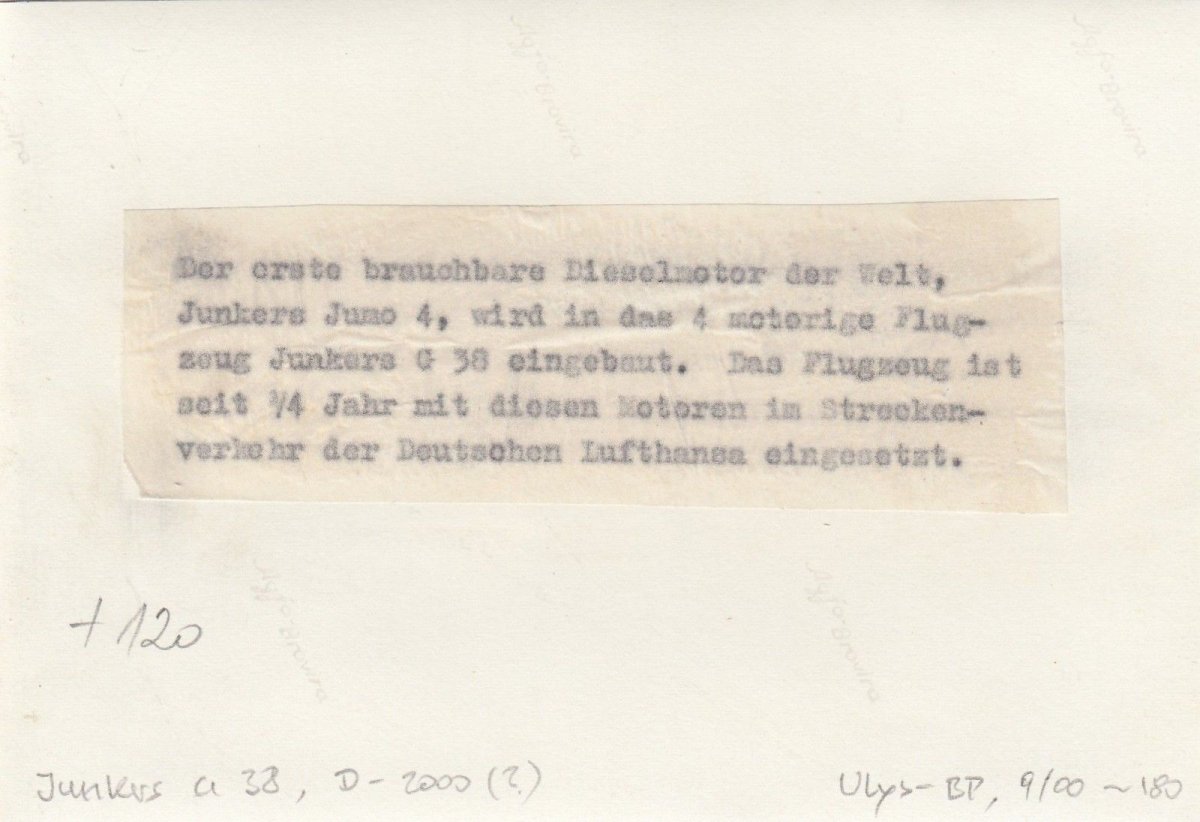 Der erste brauchbare Dieselmotor der Welt,
Junkers Jumo 4, wird in das 4 motorige Flug-
zeug Junkers G 38 eingebaut. Das Flugzeug ist
seit 3/4 Jahr mit diesen Motoren im Strecken-
verkehr der Deutschen Lufthansa eingesetzt.
+ 120
Junkers G 38, D-2000 (?)
9/00 ~ 180